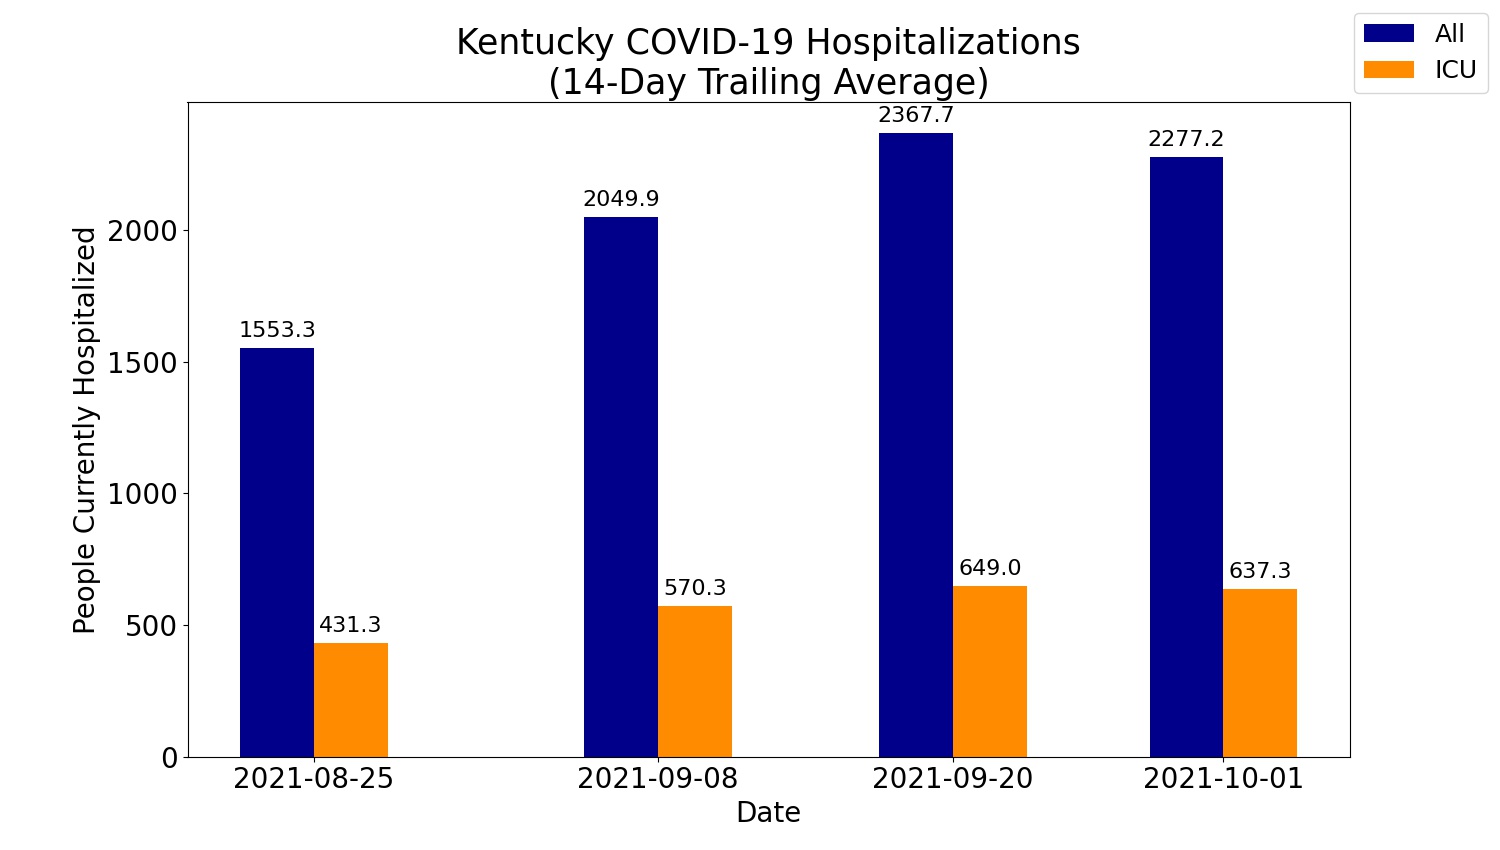 Kentucky COVID-19 Hospitalizations
(14-Day Trailing Average)
All
ICU
People Currently Hospitalized
2000
1500
1000
500
0
1553.3
431.3
2049.9
570.3
2367.7
649.0
2277.2
637.3
2021-08-25
2021-09-08
2021-09-20
2021-10-01
Date